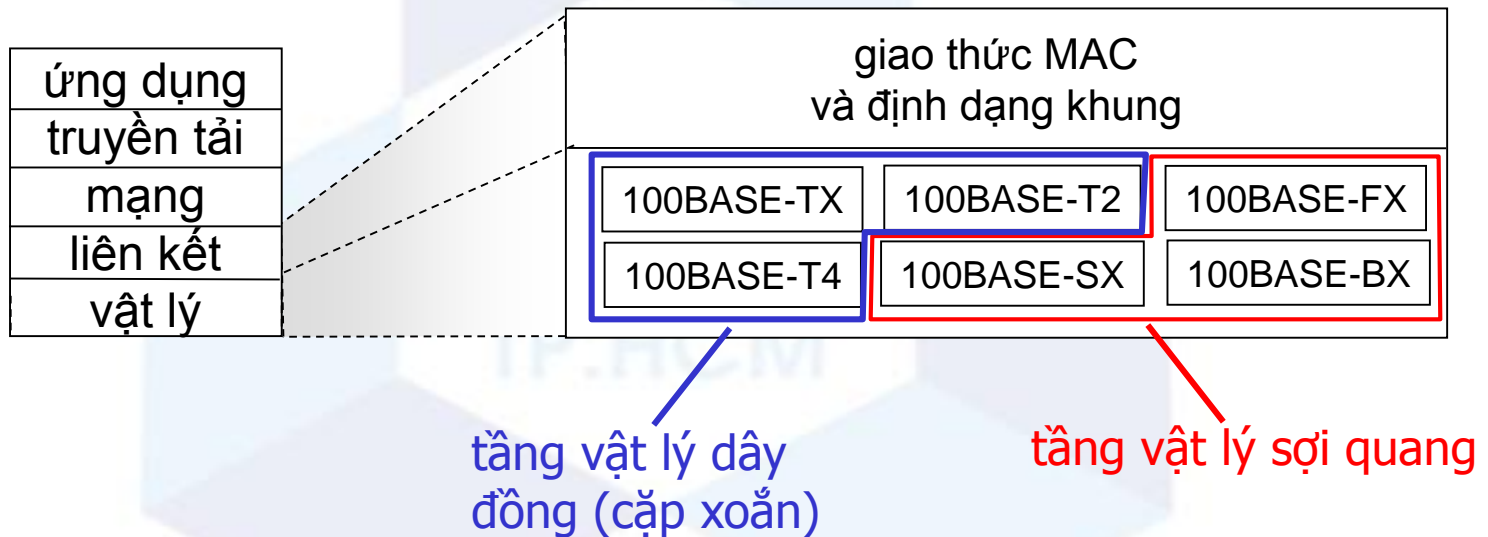 ứng dụng
truyền tải
mạng
liên kết
vật lý
giao thức MAC
và định dạng khung
100BASE-TX
100BASE-T2
100BASE-FX
100BASE-T4
100BASE-SX
100BASE-BX
TP.HCM
tầng vật lý dây
đồng (cặp xoắn)
tầng vật lý sợi quang